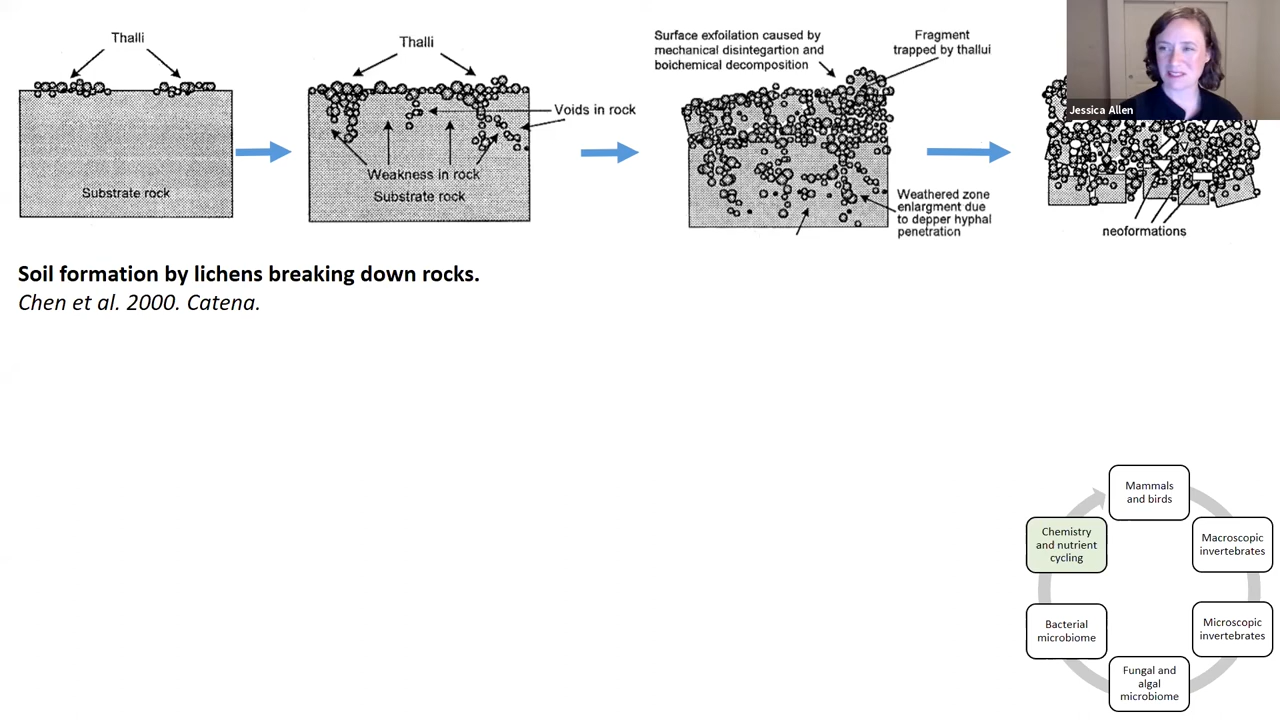 Thalli
Substrate rock
Thalli
Voids in rock
Weakness in rock
Substrate rock
Surface exfoilation caused by
mechanical disintegartion and
boichemical decomposition
Fragment
trapped by thallui
Weathered zone
enlargment due
to depper hyphal
penetration
Jessica Allen
neoformations
Soil formation by lichens breaking down rocks.
Chen et al. 2000. Catena.
Mammals
and birds
Macroscopic
invertebrates
Microscopic
invertebrates
Fungal and
algal
microbiome
Bacterial
microbiome
Chemistry
and nutrient
cycling